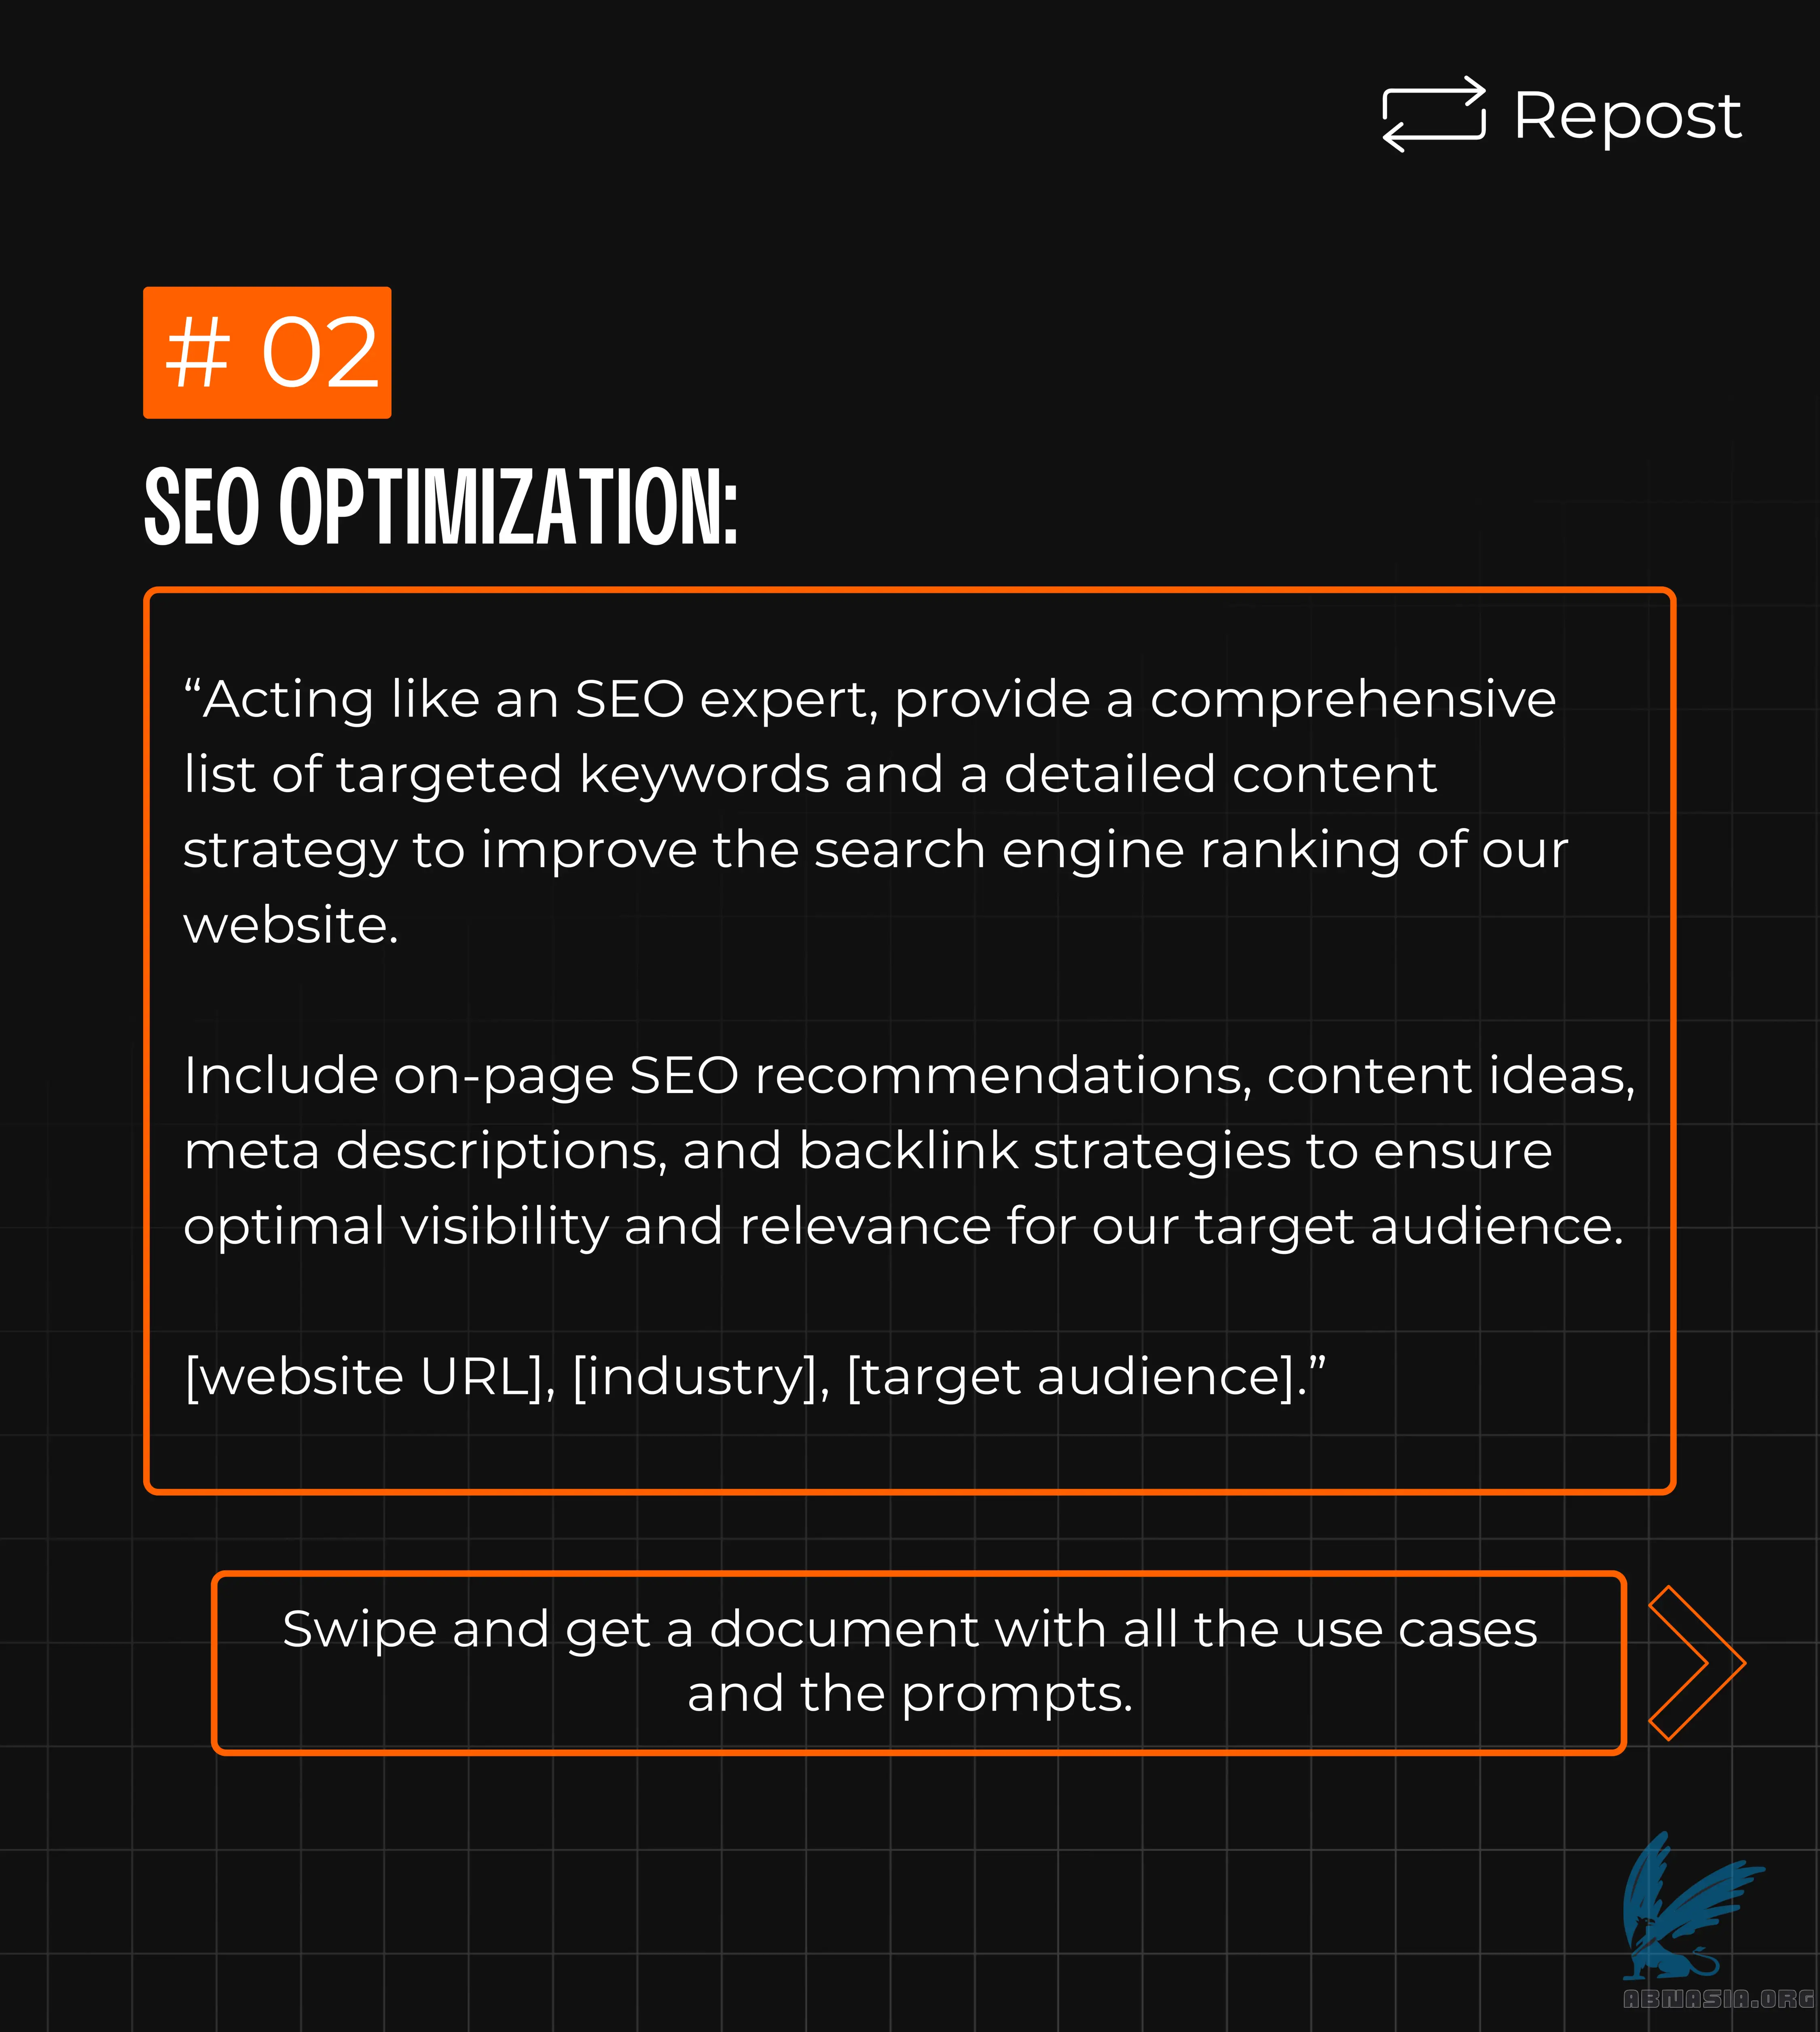 Repost
# 02
SEO OPTIMIZATION:
“Acting like an SEO expert, provide a comprehensive
list of targeted keywords and a detailed content
strategy to improve the search engine ranking of our
website.
Include on-page SEO recommendations, content ideas,
meta descriptions, and backlink strategies to ensure
optimal visibility and relevance for our target audience.
[website URL], [industry], [target audience].”
Swipe and get a document with all the use cases
and the prompts.
ABNASIA.ORG